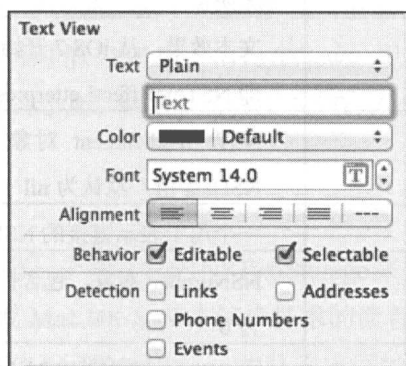 Text View
Text Plain
Text
Color Default
Font System 14.0 T
Alignment
Behavior Editable Selectable
Detection Links Addresses
Phone Numbers
Events